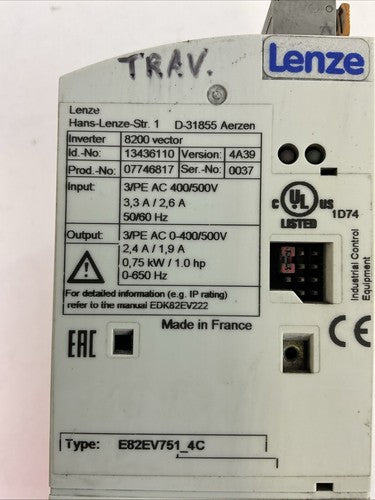 TRAV.
Lenze
Lenze
Hans-Lenze-Str. 1 D-31855 Aerzen
Inverter 8200 vector
Id.-No: 13436110 Version: 4A39
Prod.-No: 07746817 Ser.-No: 0037
Input: 3/PE AC 400/500V
3,3 A / 2,6 A
50/60 Hz
Output: 3/PE AC 0-400/500V
2,4 A / 1,9 A
0,75 kW / 1.0 hp
0-650 Hz
For detailed information (e.g. IP rating)
refer to the manual EDK82EV222
Made in France
C UL US
LISTED
1D74
Industrial Control
Equipment
EAC
CE
Type: E82EV751_4C